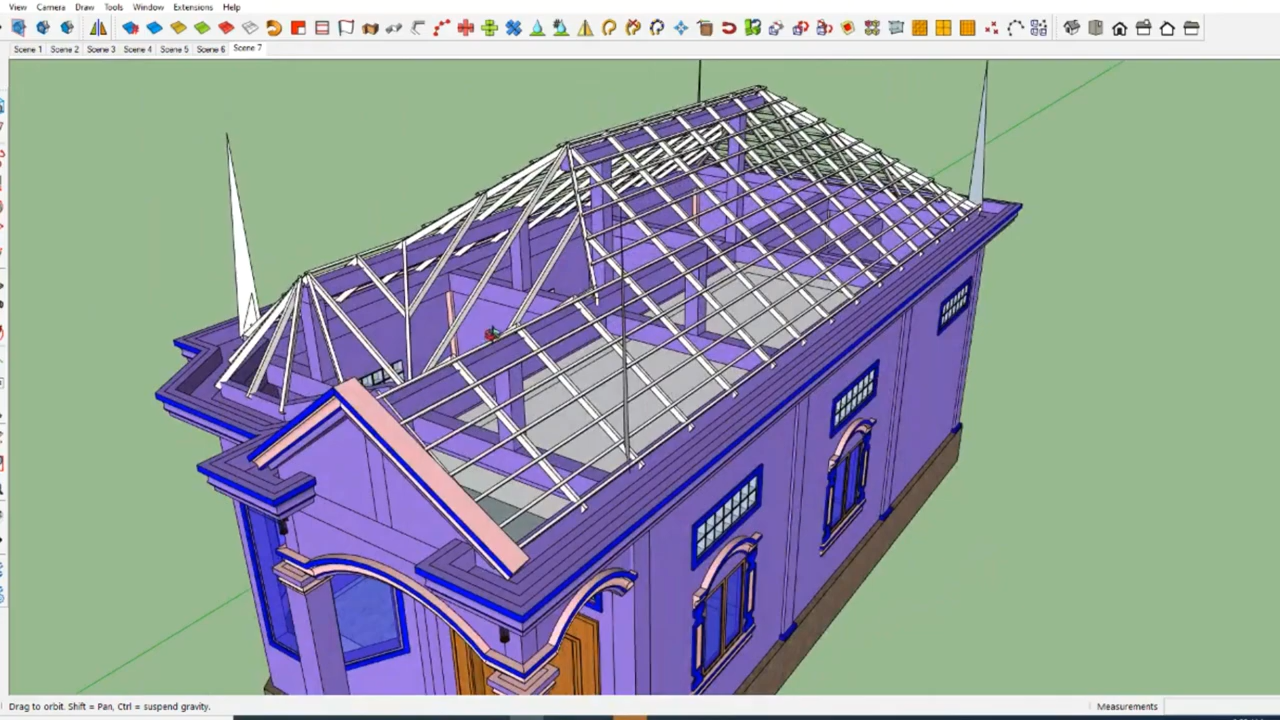 View Camera Draw Tools Window Extensions Help
Scene 1 Scene 2 Scene 3 Scene 4 Scene 5 Scene 6 Scene 7
Drag to orbit. Shift = Pan, Ctrl = suspend gravity. Measurements